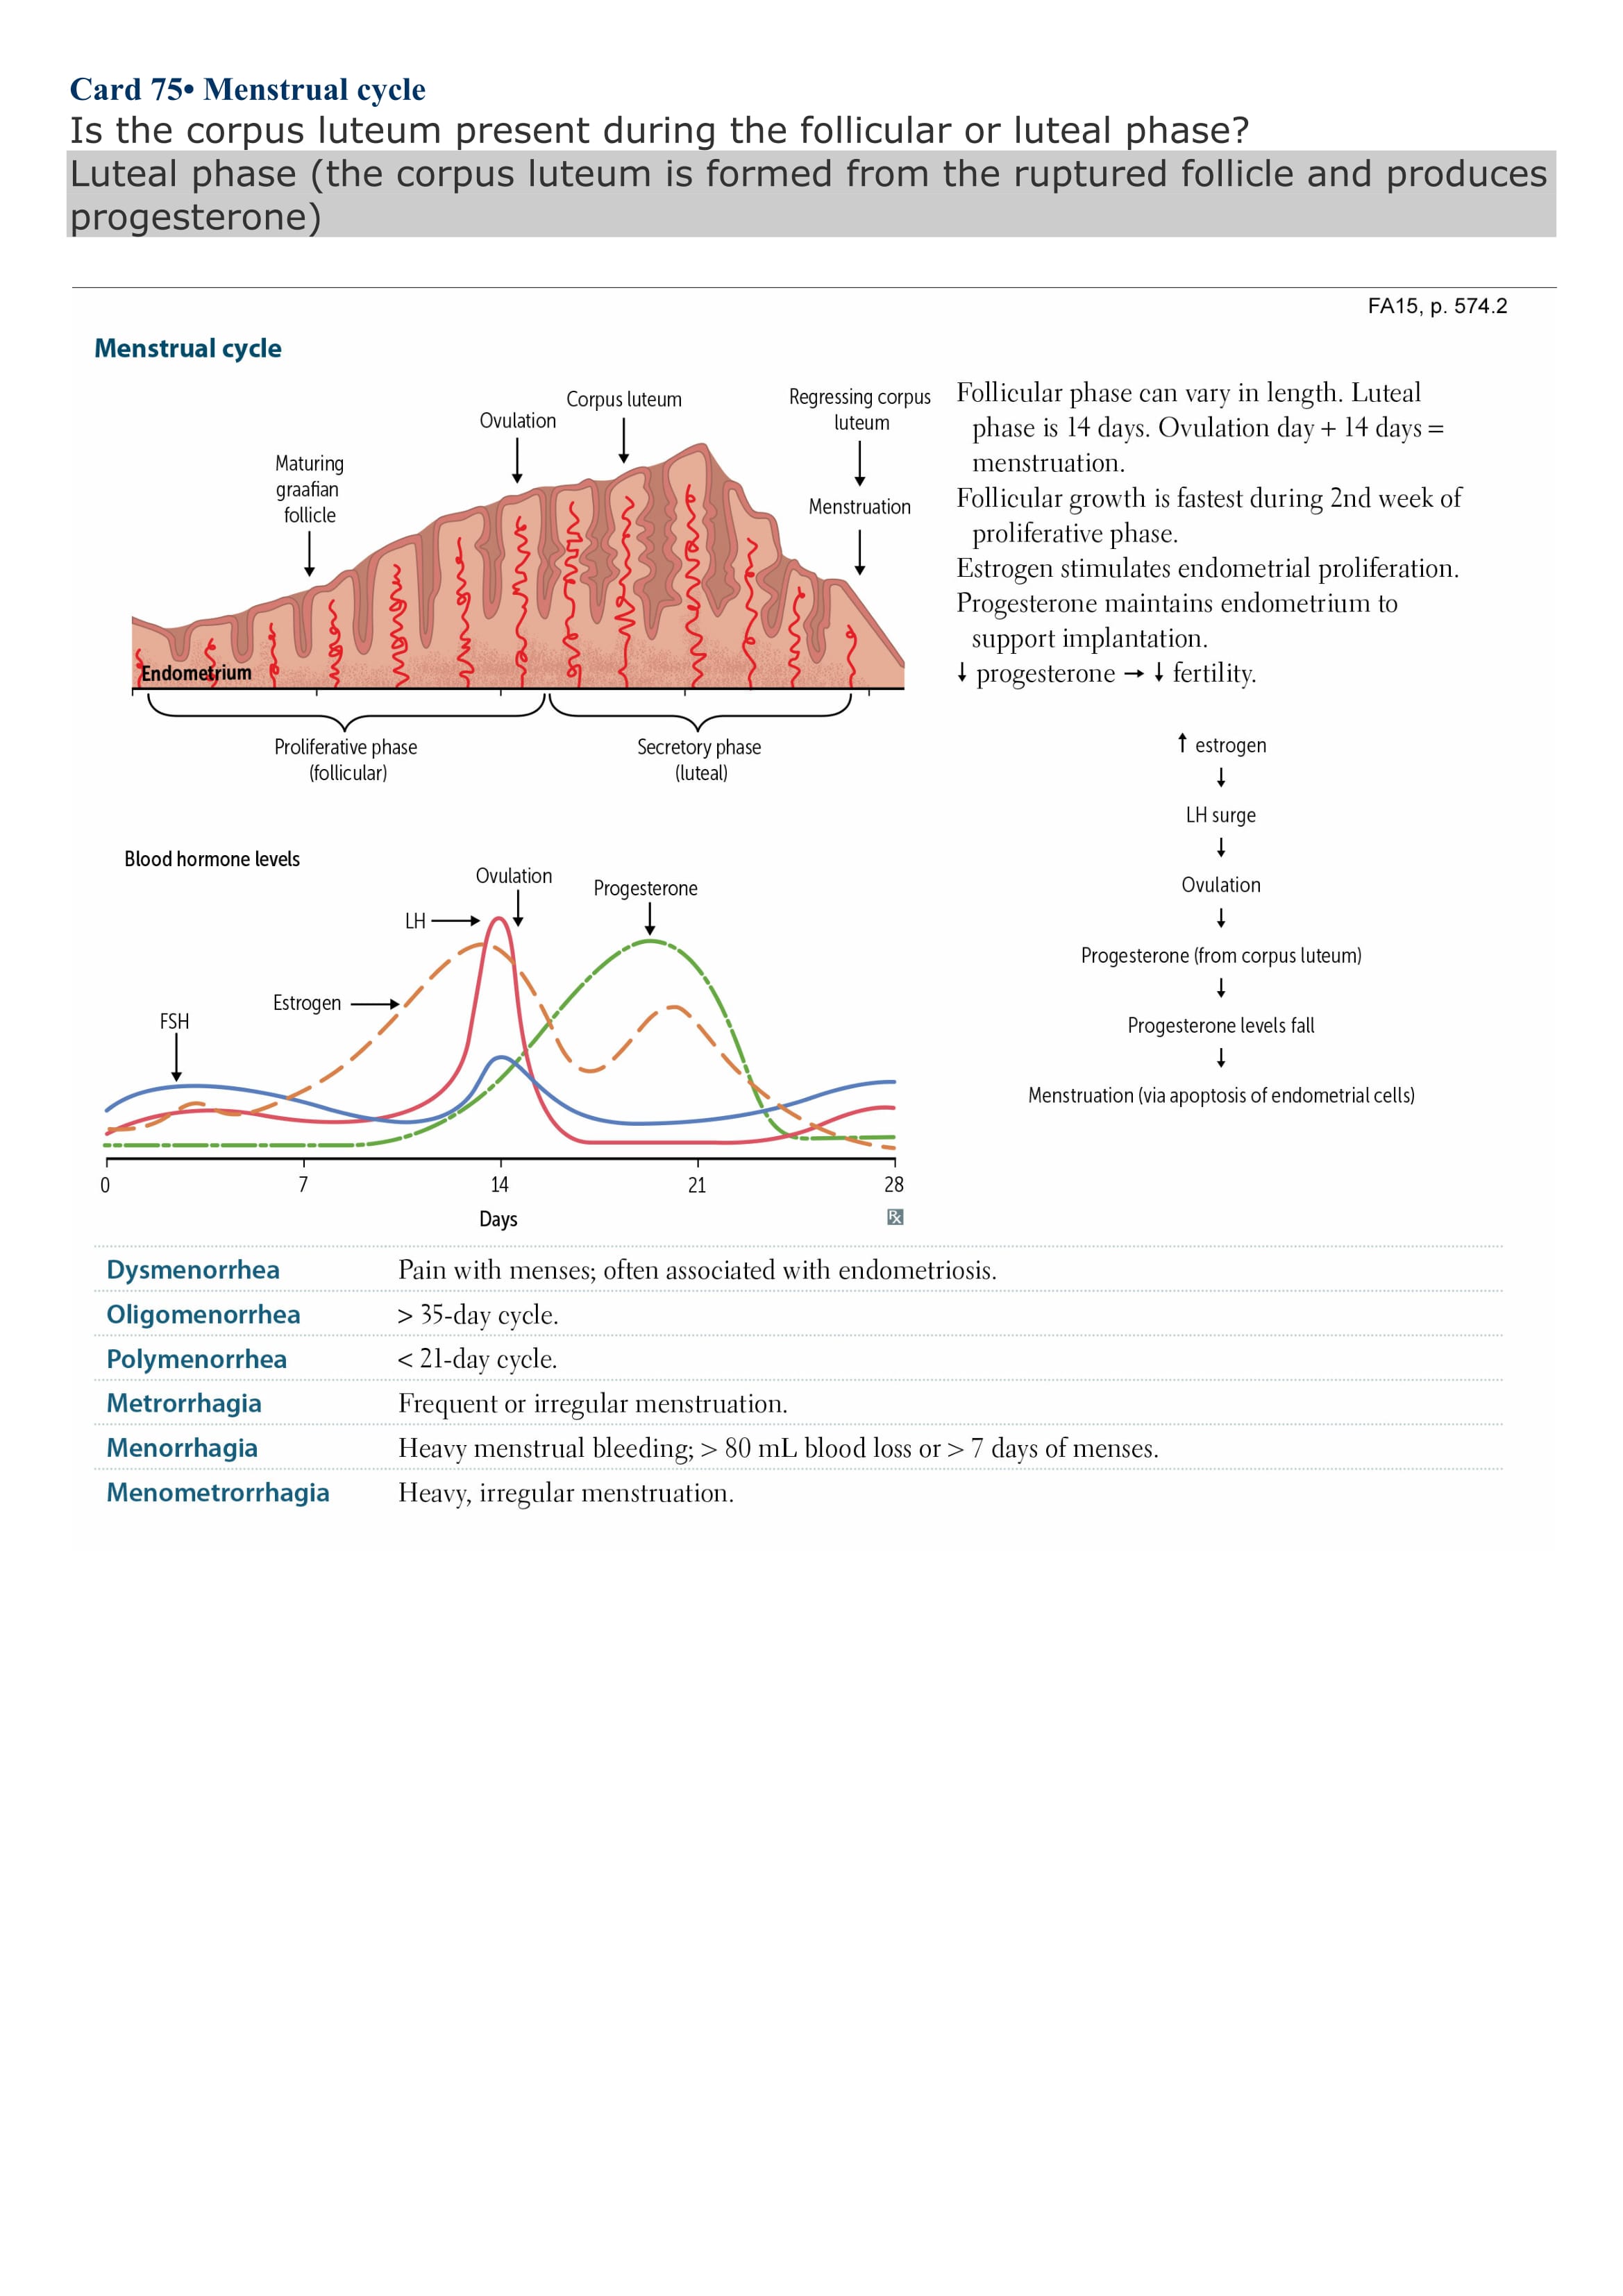 Card 75• Menstrual cycle
Is the corpus luteum present during the follicular or luteal phase?
Luteal phase (the corpus luteum is formed from the ruptured follicle and produces
progesterone)
FA15, p. 574.2
Menstrual cycle
Maturing
graafian
follicle
Ovulation
Corpus luteum
Regressing corpus
luteum
Menstruation
Endometrium
Proliferative phase
(follicular)
Secretory phase
(luteal)
Follicular phase can vary in length. Luteal
phase is 14 days. Ovulation day + 14 days =
menstruation.
Follicular growth is fastest during 2nd week of
proliferative phase.
Estrogen stimulates endometrial proliferation.
Progesterone maintains endometrium to
support implantation.
↓ progesterone → ↓ fertility.
↑ estrogen
↓
LH surge
↓
Ovulation
↓
Progesterone (from corpus luteum)
↓
Progesterone levels fall
↓
Menstruation (via apoptosis of endometrial cells)
Blood hormone levels
Ovulation
Progesterone
LH
Estrogen
FSH
0 7 14 21 28
Days
Rx
Dysmenorrhea Pain with menses; often associated with endometriosis.
Oligomenorrhea > 35-day cycle.
Polymenorrhea < 21-day cycle.
Metrorrhagia Frequent or irregular menstruation.
Menorrhagia Heavy menstrual bleeding; > 80 mL blood loss or > 7 days of menses.
Menometrorrhagia Heavy, irregular menstruation.